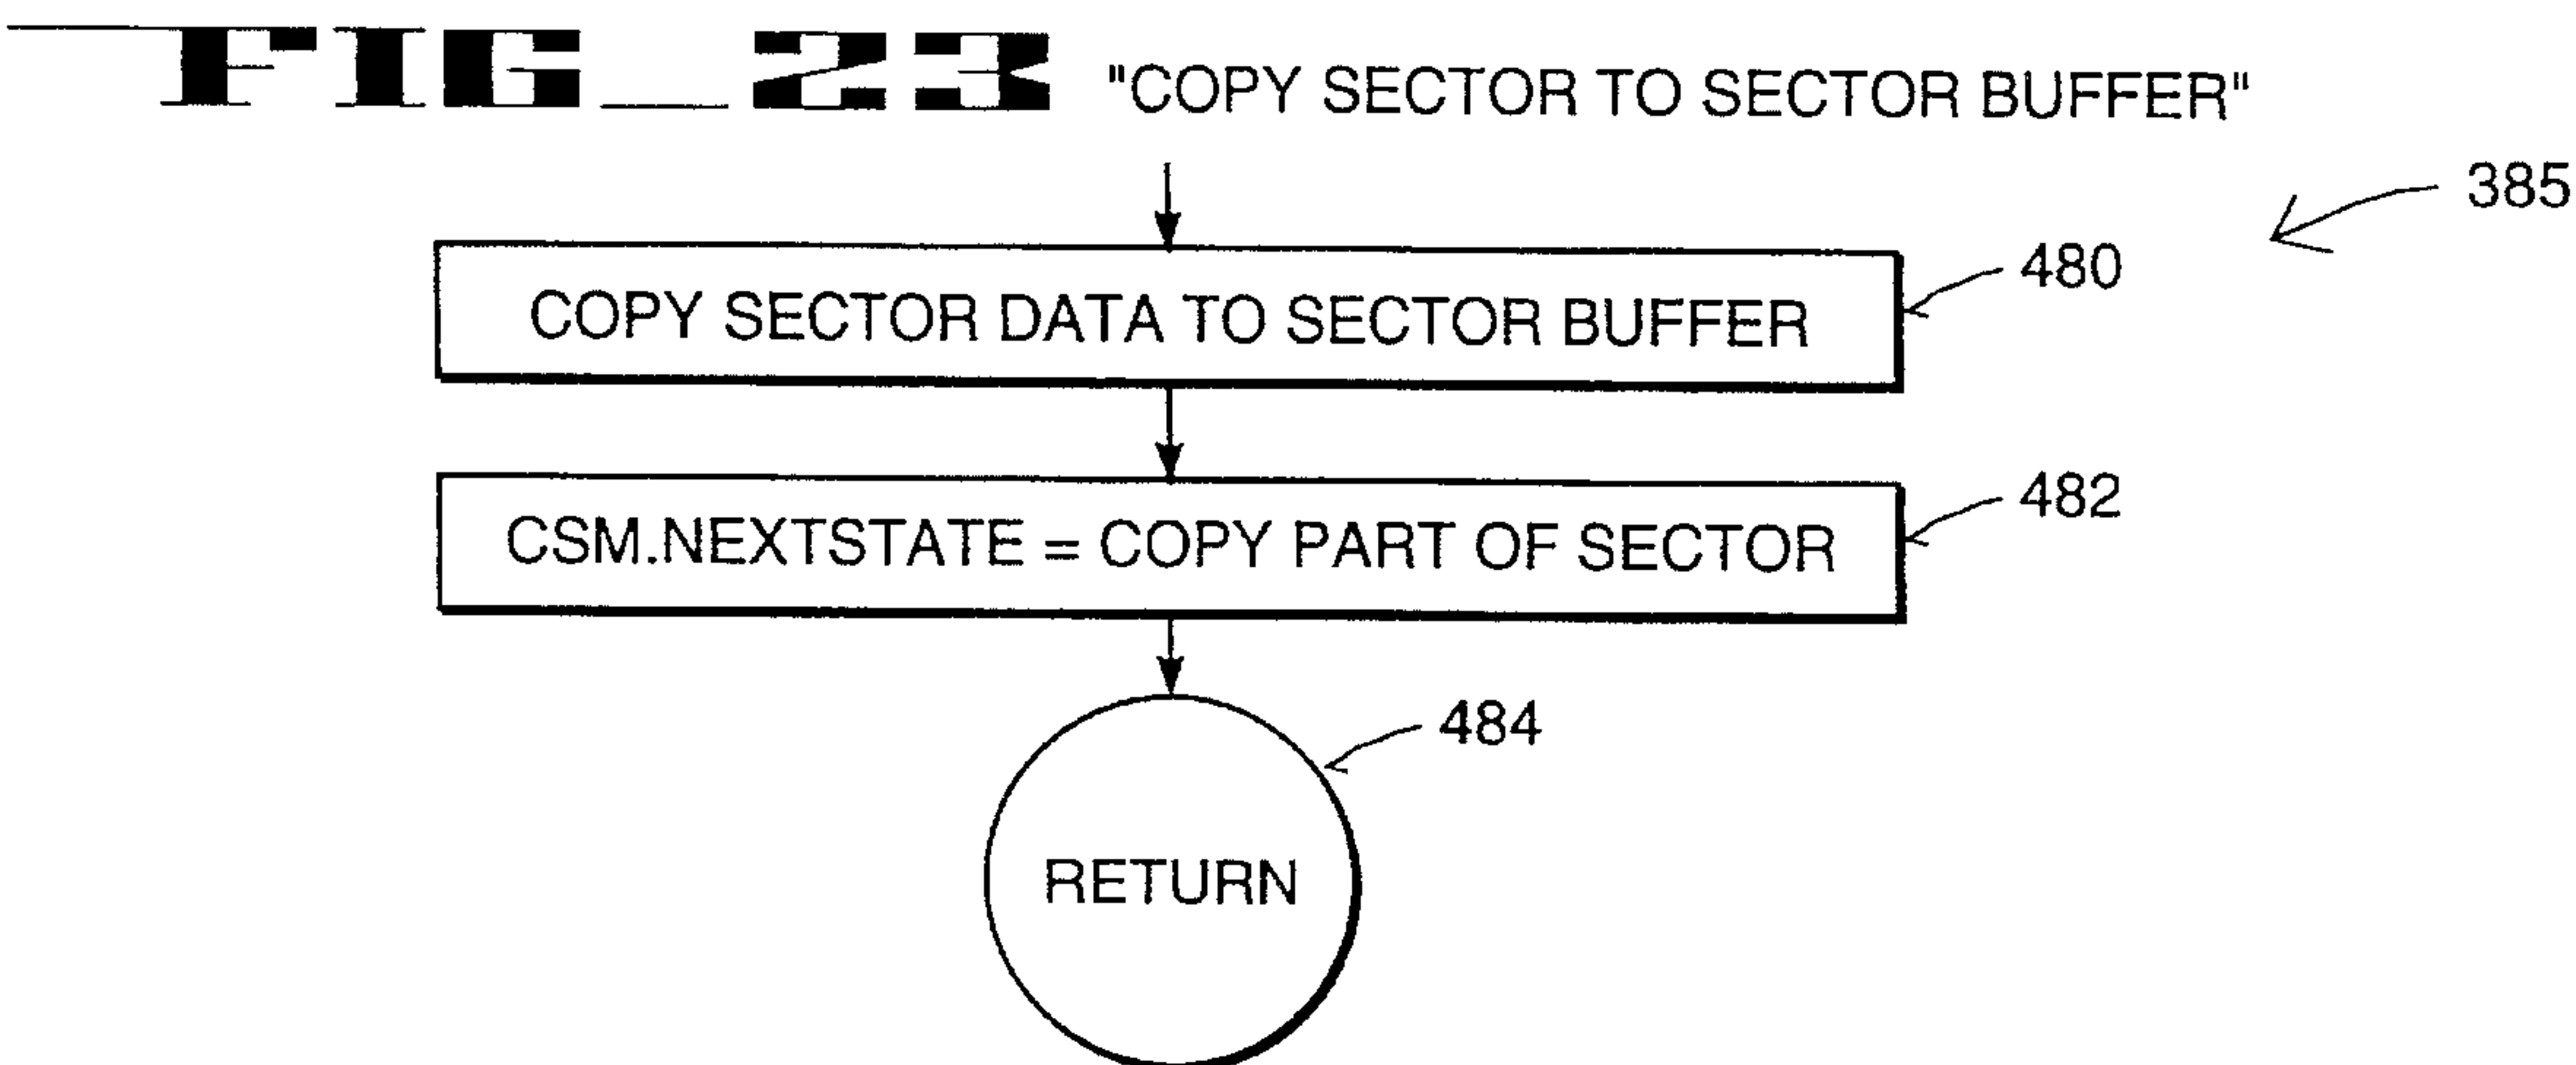 FIG_23 "COPY SECTOR TO SECTOR BUFFER"
385
COPY SECTOR DATA TO SECTOR BUFFER
480
CSM.NEXTSTATE = COPY PART OF SECTOR
482
484
RETURN